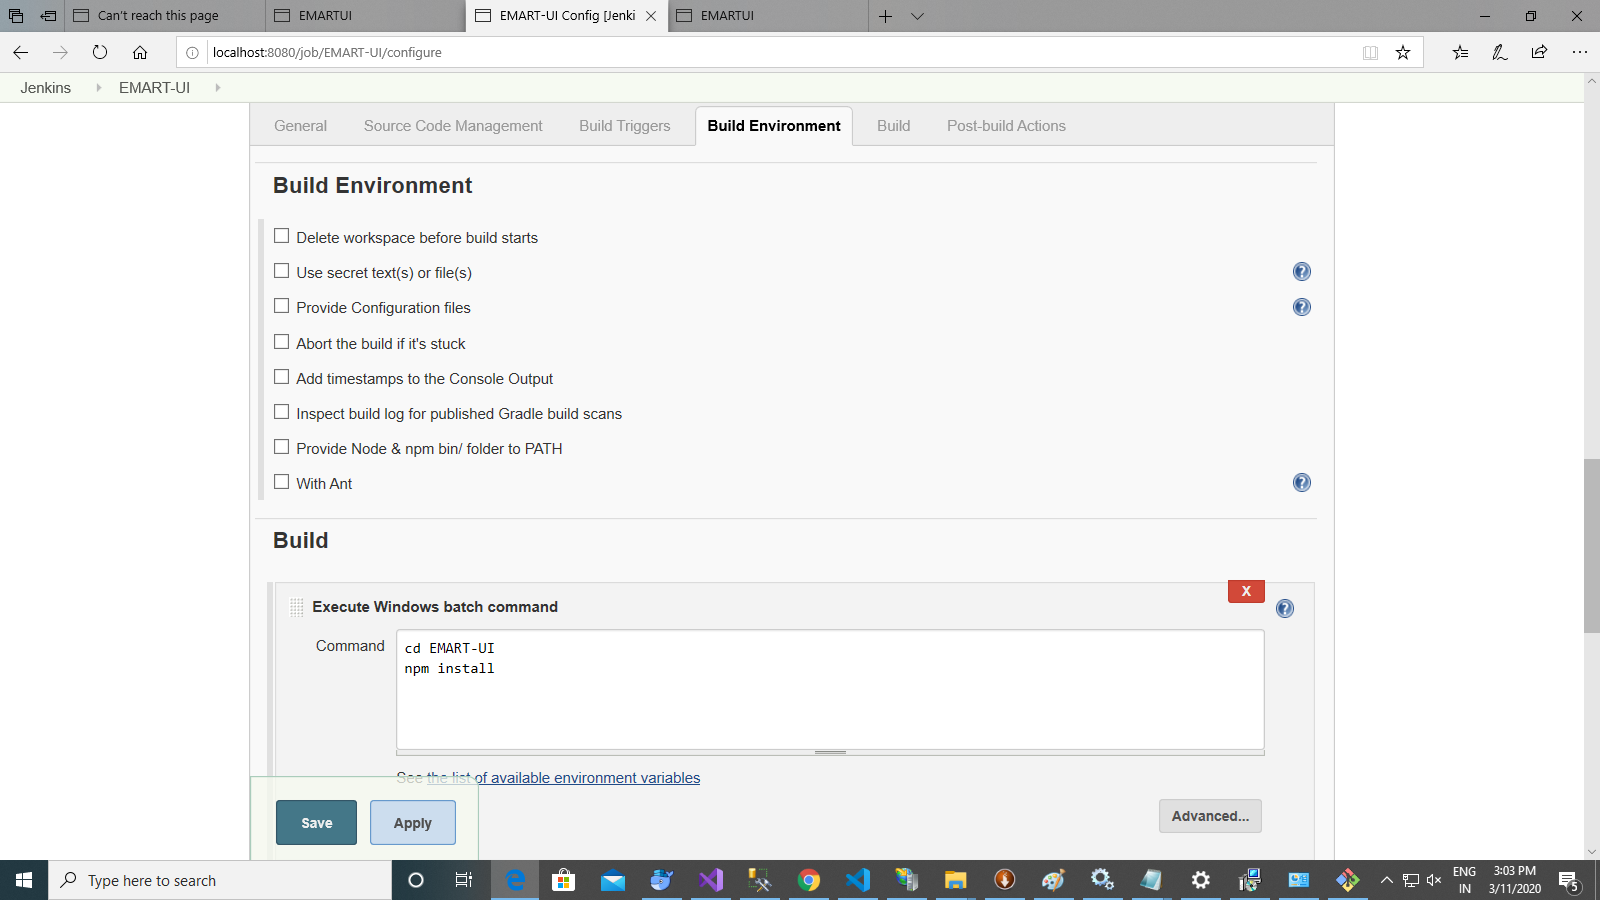 Can't reach this page
EMARTUI
EMART-UI Config [Jenki
EMARTUI
localhost:8080/job/EMART-UI/configure
Jenkins
EMART-UI
General
Source Code Management
Build Triggers
Build Environment
Build
Post-build Actions
Build Environment
Delete workspace before build starts
Use secret text(s) or file(s)
?
Provide Configuration files
?
Abort the build if it's stuck
Add timestamps to the Console Output
Inspect build log for published Gradle build scans
Provide Node & npm bin/ folder to PATH
With Ant
?
Build
X
Execute Windows batch command
?
Command
cd EMART-UI
npm install
See the list of available environment variables
Save
Apply
Advanced...
Type here to search
ENG
IN
3:03 PM
3/11/2020
5